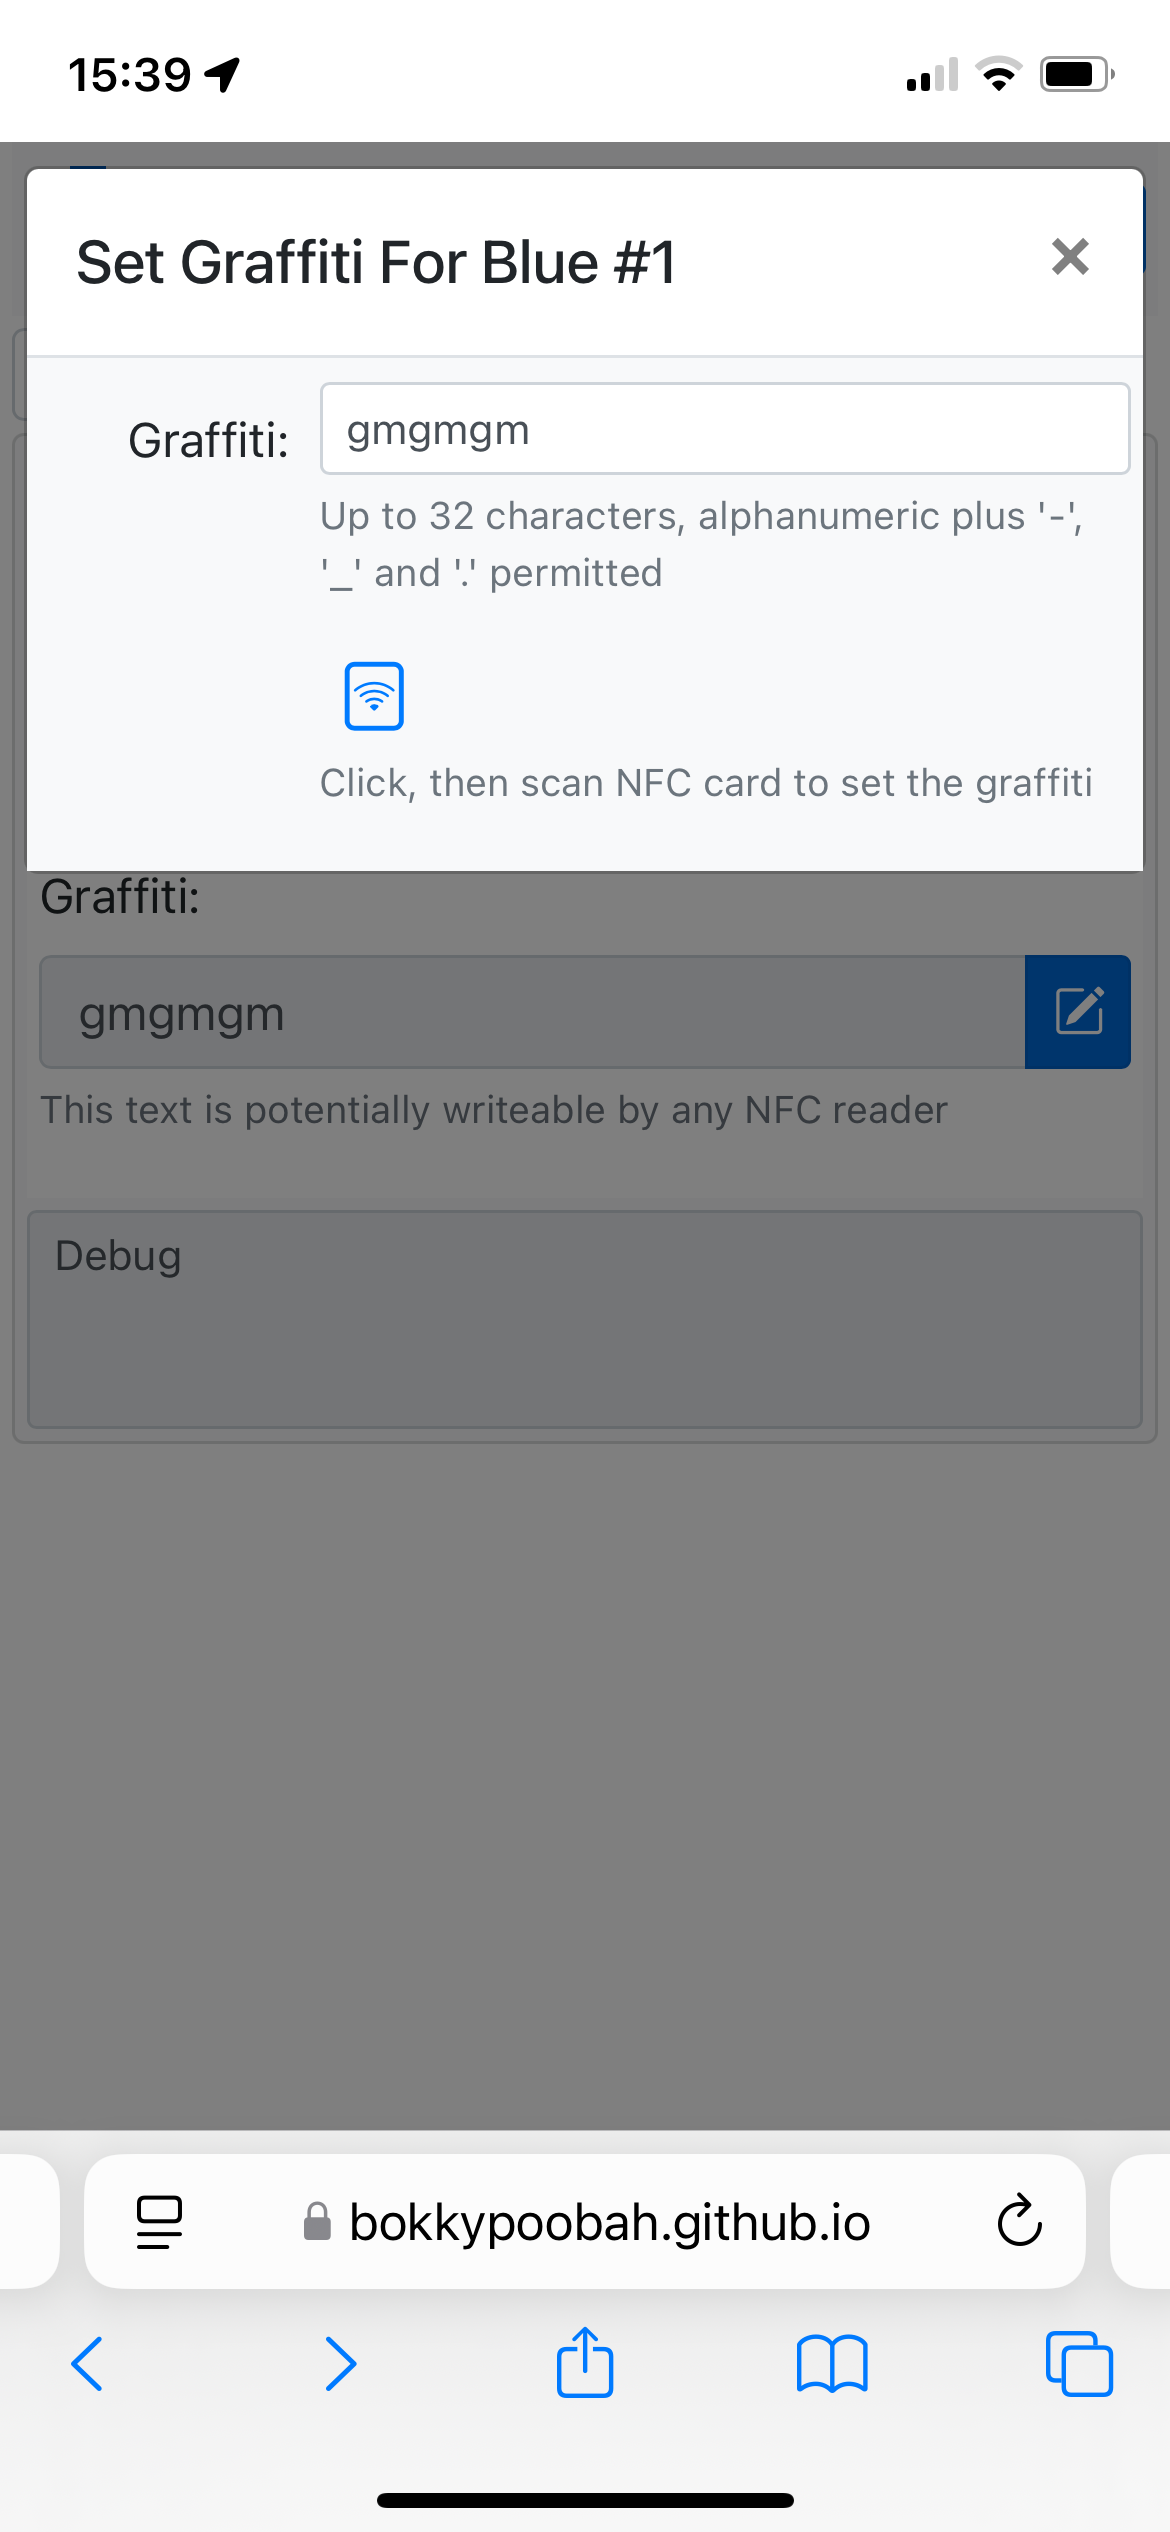 15:39
Set Graffiti For Blue #1
×
Graffiti:
gmgmgm
Up to 32 characters, alphanumeric plus '-',
'_' and '.' permitted
Click, then scan NFC card to set the graffiti
Graffiti:
gmgmgm
This text is potentially writeable by any NFC reader
Debug
bokkypoobah.github.io